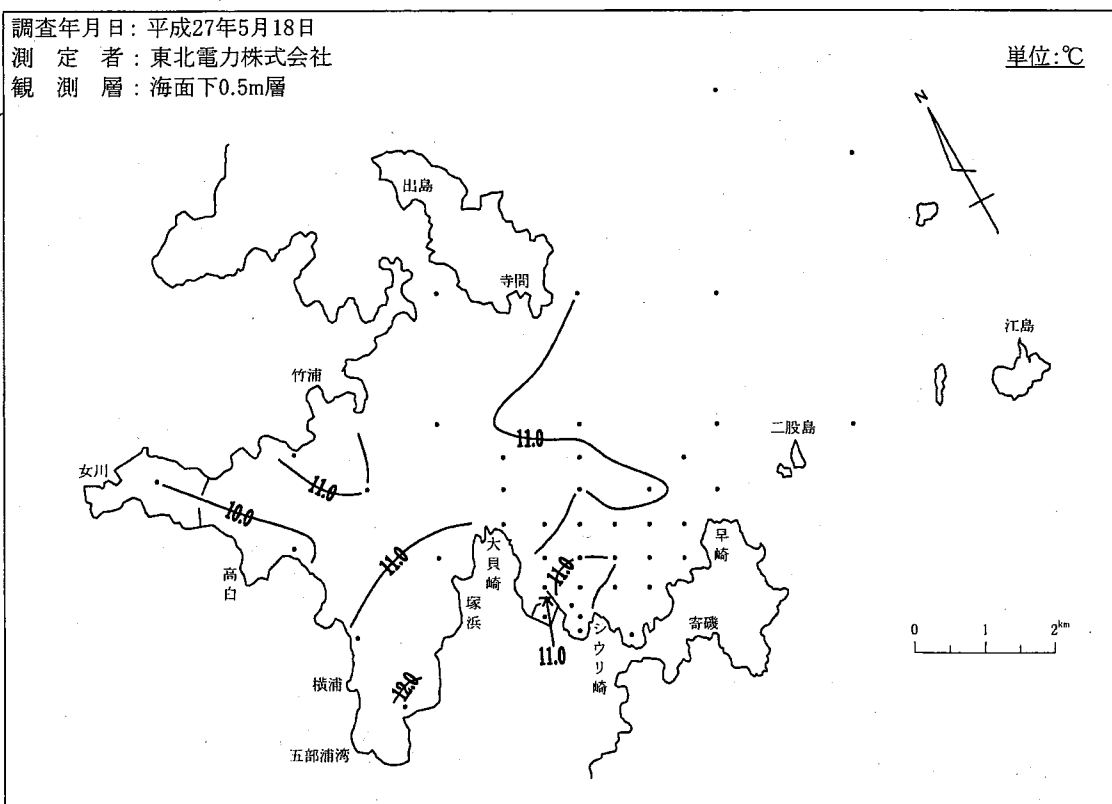 調査年月日：平成27年5月18日
測定者：東北電力株式会社
観測層：海面下0.5m層
単位：℃
N
出島
寺間
江島
竹浦
二股島
11.0
女川
11.0
10.0
早崎
大貝崎
11.0
11.0
高白
塚浜
寄磯
シウリ崎
0 1 2km
11.0
横浦
12.0
五部浦湾